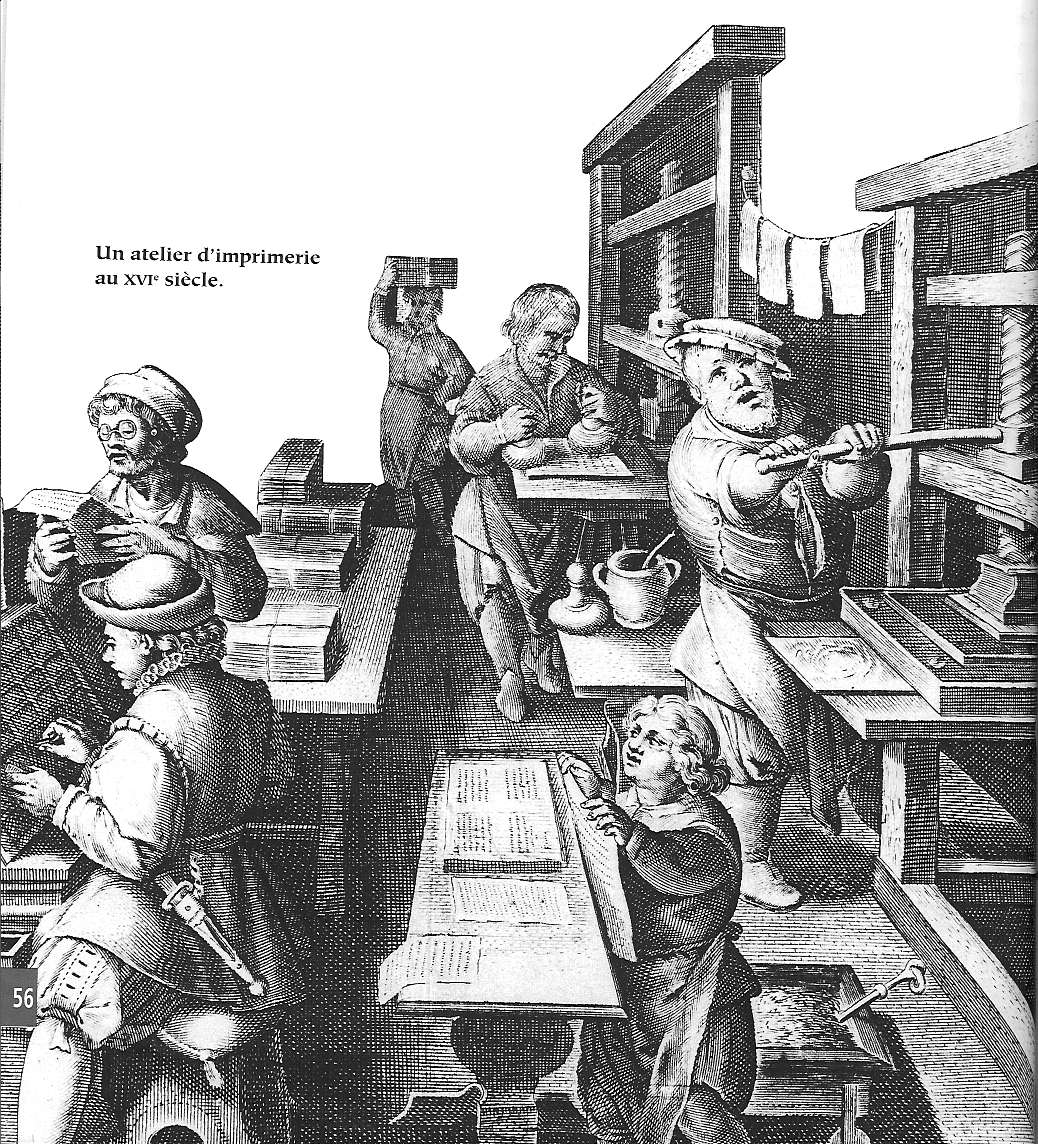 Un atelier d'imprimerie
au XVIᵉ siècle.
56